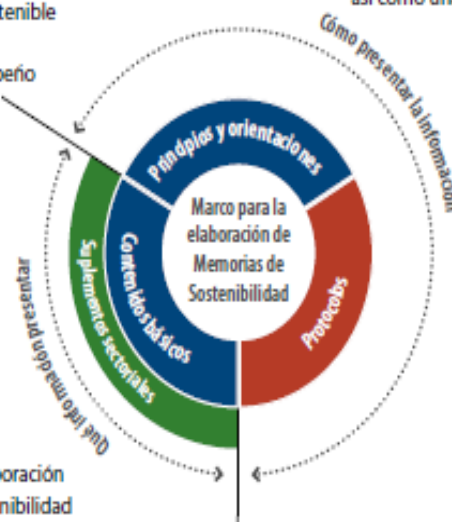 tenible
así como un
peño
Cómo presentar la información
Principios y orientaciones
Marco para la
elaboración de
Memorias de
Sostenibilidad
Contenidos básicos
Protocolos
Suplementos sectoriales
Qué información presentar
boración
enibilidad